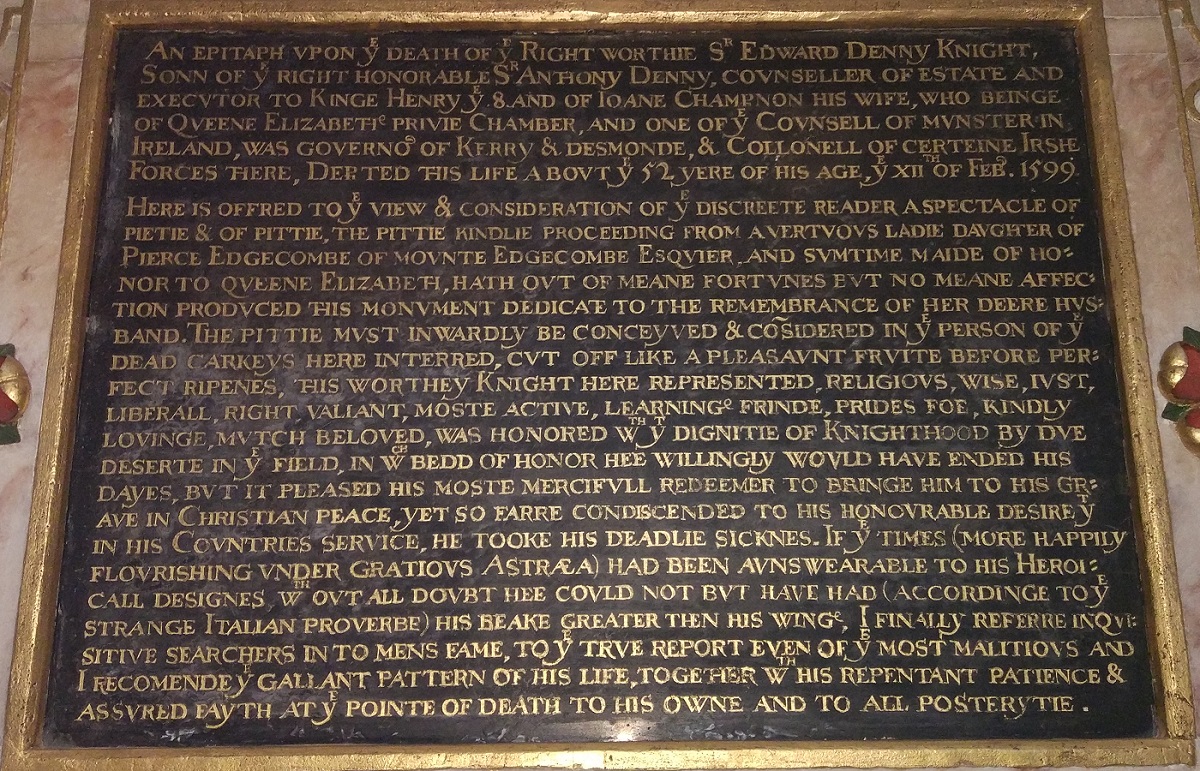 AN EPITAPH VPON Yᴱ DEATH OF Yᴱ RIGHT WORTHIE Sᴿ EDWARD DENNY KNIGHT,
SONN OF Yᴱ RIGHT HONORABLE Sᴿ ANTHONY DENNY, COVNSELLER OF ESTATE AND
EXECVTOR TO KINGE HENRY Yᴱ .8. AND OF IOANE CHAMPNON HIS WIFE, WHO BEINGE
OF QVEENE ELIZABETHᵉ PRIVIE CHAMBER, AND ONE OF Yᴱ COVNSELL OF MVNSTER IN
IRELAND, WAS GOVERNOᴿ OF KERRY & DESMONDE, & COLLONELL OF CERTEINE IRSH
FORCES THERE, DEPTED THIS LIFE ABOVT Yᴱ 52 YERE OF HIS AGE, Yᴱ XIIᵀᴴ OF FEB. 1599.
HERE IS OFFRED TO Yᴱ VIEW & CONSIDERATION OF Yᴱ DISCREETE READER A SPECTACLE OF
PIETIE & OF PITTIE, THE PITTIE KINDLIE PROCEEDING FROM A VERTVOVS LADIE DAVGHTER OF
PIERCE EDGECOMBE OF MOVNTE EDGECOMBE ESQVIER, AND SVMTIME MAIDE OF HO:
NOR TO QVEENE ELIZABETH, HATH OVT OF MEANE FORTVNES BVT NO MEANE AFFEC:
TION PRODVCED THIS MONVMENT DEDICATE TO THE REMEMBRANCE OF HER DEERE HVS:
BAND. THE PITTIE MVST INWARDLY BE CONCEYVED & CO̅SIDERED IN Yᴱ PERSON OF Yᴱ
DEAD CARKEYS HERE INTERRED, CVT OFF LIKE A PLEASAVNT FRVITE BEFORE PER:
FECT RIPENES, THIS WORTHEY KNIGHT HERE REPRESENTED, RELIGIOVS, WISE, IVST,
LIBERALL, RIGHT VALIANT, MOSTE ACTIVE, LEARNINGᵉ FRINDE, PRIDES FOE, KINDLY
LOVINGE, MVTCH BELOVED, WAS HONORED Wᵀᴴ Yᵀ DIGNITIE OF KNIGHTHOOD BY DVE
DESERTE IN Yᴱ FIELD, IN Wᶜᴴ BEDD OF HONOR HEE WILLINGLY WOVLD HAVE ENDED HIS
DAYES, BVT IT PLEASED HIS MOSTE MERCIFVLL REDEEMER TO BRINGE HIM TO HIS GR:
AVE IN CHRISTIAN PEACE, YET SO FARRE CONDISCENDED TO HIS HONOVRABLE DESIRE Yᵀ
IN HIS COVNTRIES SERVICE, HE TOOKE HIS DEADLIE SICKNES. IF Yᴱ TIMES (MORE HAPPILY
FLOVRISHING VNDER GRATIOVS ASTRÆA) HAD BEEN AVNSWEARABLE TO HIS HEROI:
CALL DESIGNES, Wᵀᴴ OVT ALL DOVBT HEE COVLD NOT BVT HAVE HAD (ACCORDINGE TO Yᴱ
STRANGE ITALIAN PROVERBE) HIS BEAKE GREATER THEN HIS WINGᵉ, I FINALLY REFERRE INQVI:
SITIVE SEARCHERS IN TO MENS FAME, TO Yᴱ TRVE REPORT EVEN OF Yᴱ MOST MALITIOVS AND
I RECOMENDE Yᴱ GALLANT PATTERN OF HIS LIFE, TOGETHER Wᵀᴴ HIS REPENTANT PATIENCE &
ASSVRED FAYTH AT Yᴱ POINTE OF DEATH TO HIS OWNE AND TO ALL POSTERYTIE .